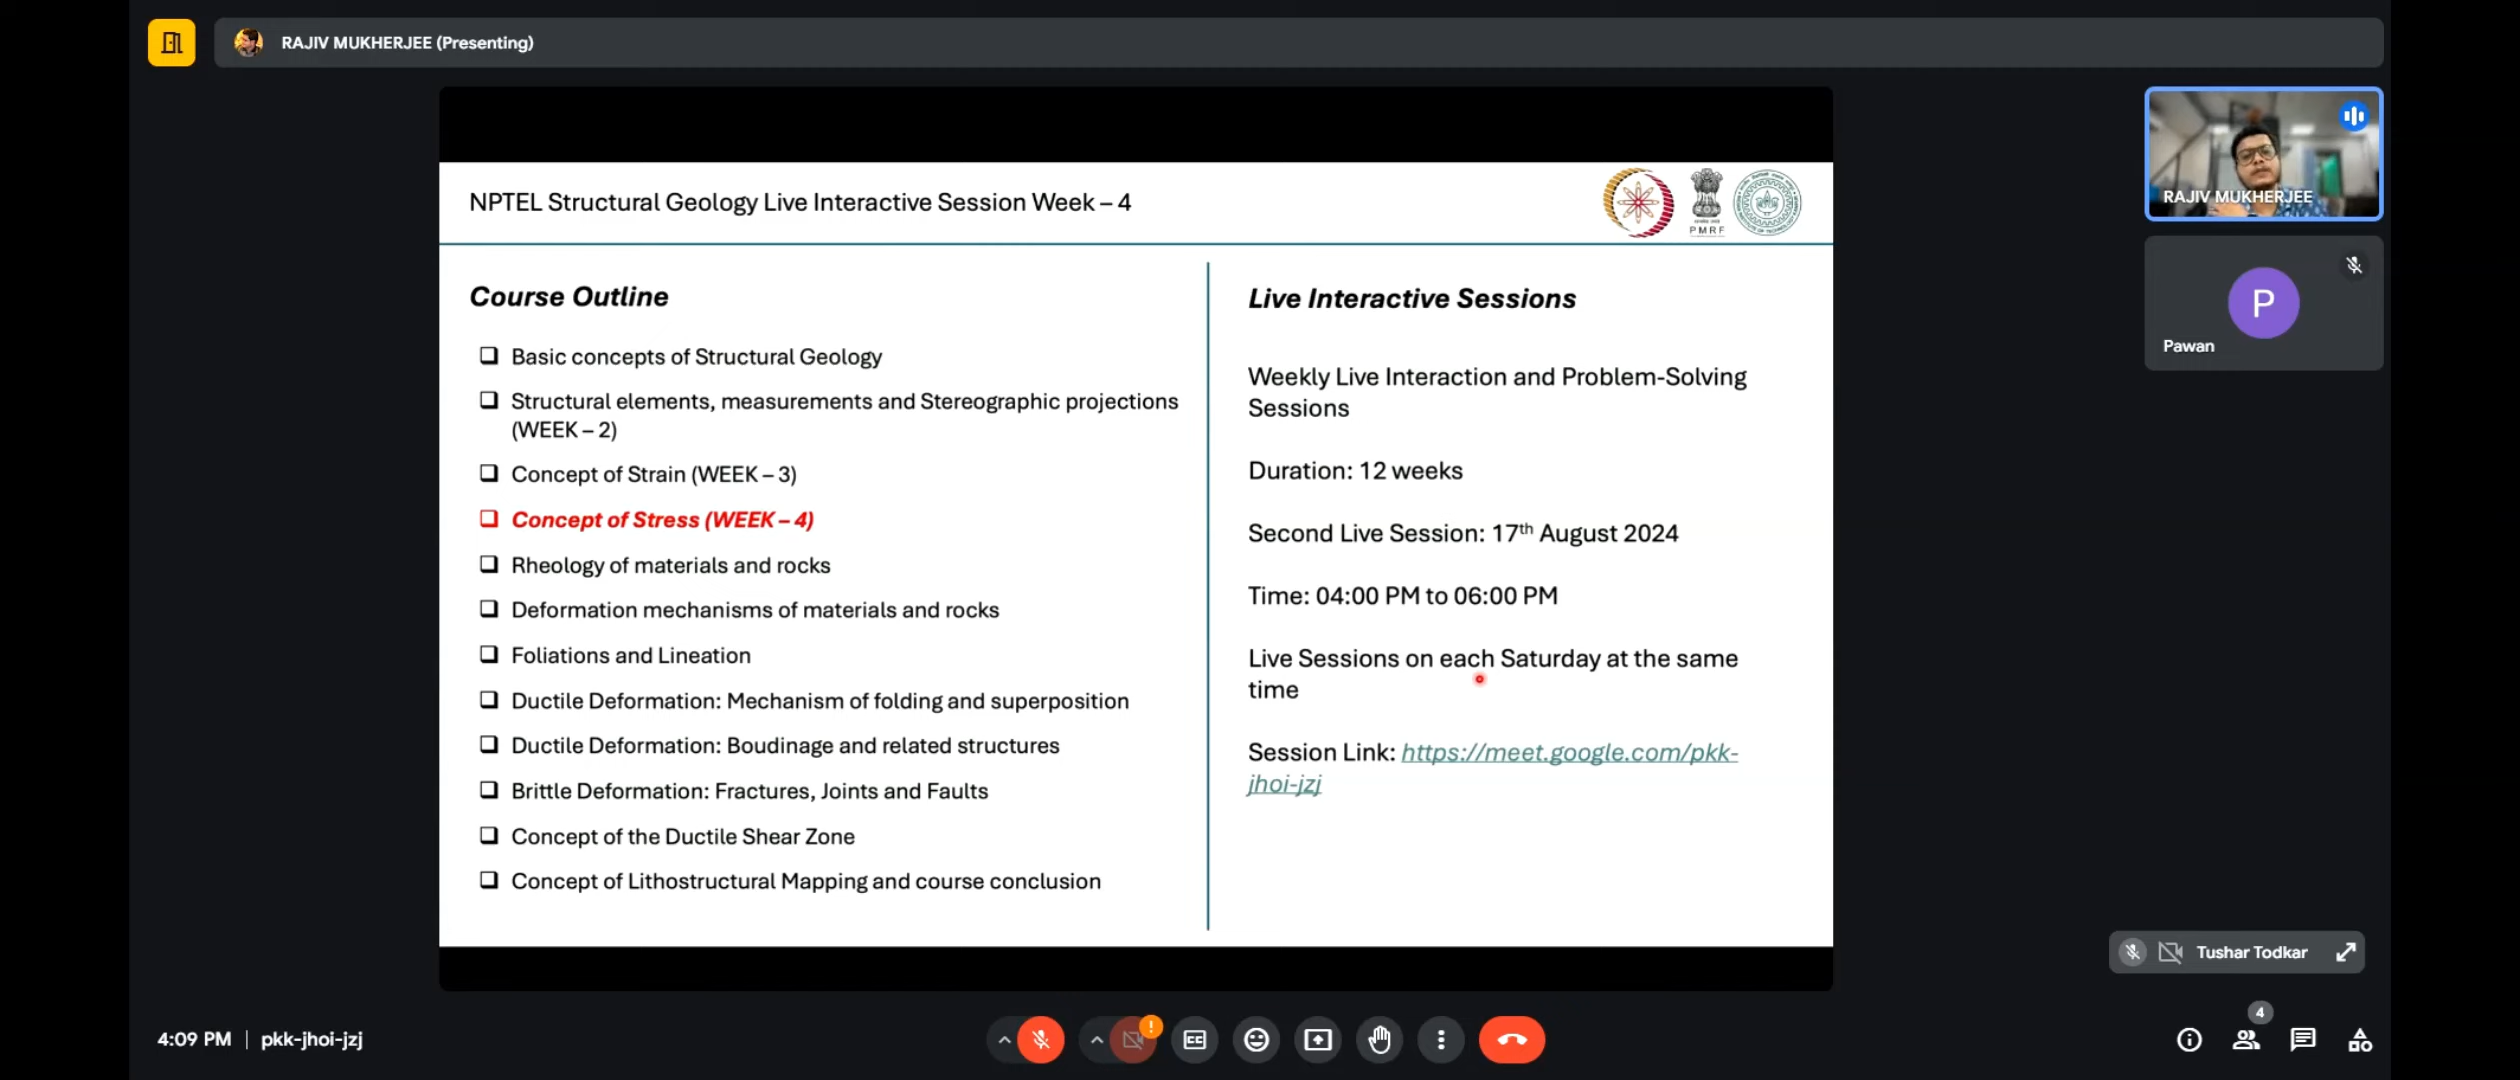 RAJIV MUKHERJEE (Presenting)
NPTEL Structural Geology Live Interactive Session Week – 4
PMRF
Course Outline
❑ Basic concepts of Structural Geology
❑ Structural elements, measurements and Stereographic projections
(WEEK – 2)
❑ Concept of Strain (WEEK – 3)
❑ Concept of Stress (WEEK – 4)
❑ Rheology of materials and rocks
❑ Deformation mechanisms of materials and rocks
❑ Foliations and Lineation
❑ Ductile Deformation: Mechanism of folding and superposition
❑ Ductile Deformation: Boudinage and related structures
❑ Brittle Deformation: Fractures, Joints and Faults
❑ Concept of the Ductile Shear Zone
❑ Concept of Lithostructural Mapping and course conclusion
Live Interactive Sessions
Weekly Live Interaction and Problem-Solving
Sessions
Duration: 12 weeks
Second Live Session: 17th August 2024
Time: 04:00 PM to 06:00 PM
Live Sessions on each Saturday at the same
time
Session Link: https://meet.google.com/pkk-
jhoi-jzj
RAJIV MUKHERJEE
P
Pawan
Tushar Todkar
4:09 PM | pkk-jhoi-jzj
!
CC
4